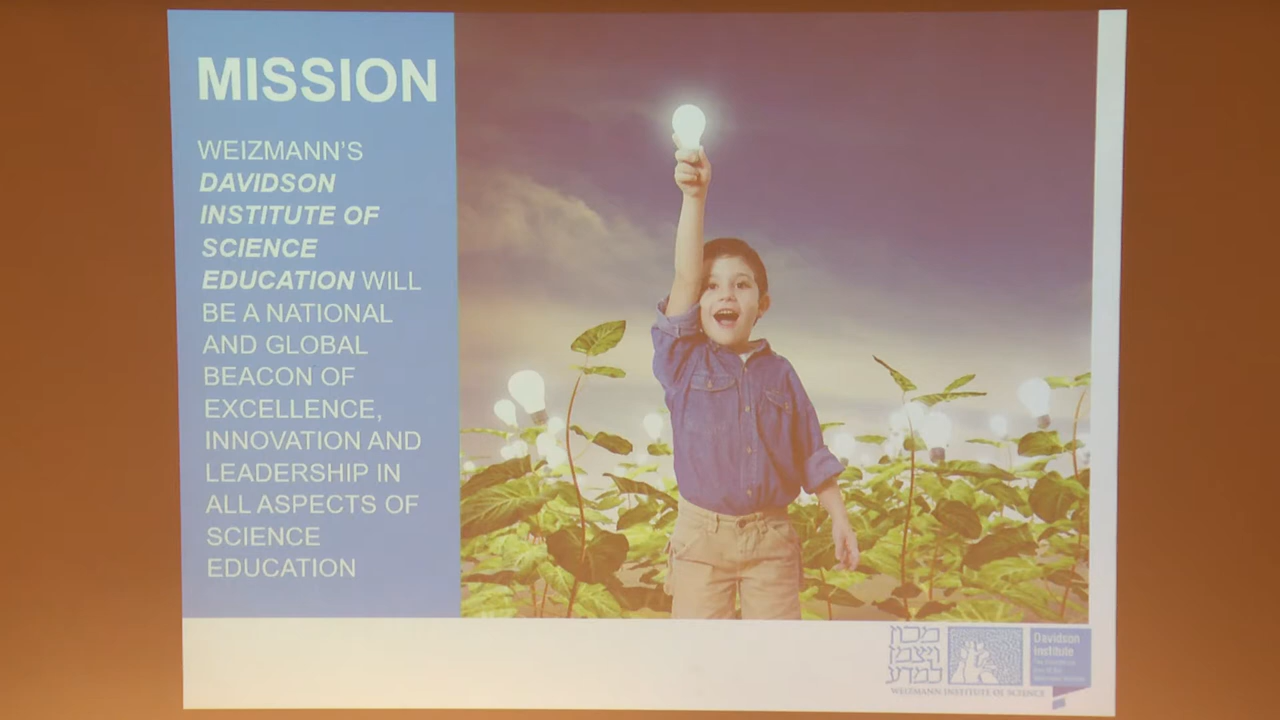 MISSION
WEIZMANN'S
DAVIDSON
INSTITUTE OF
SCIENCE
EDUCATION WILL
BE A NATIONAL
AND GLOBAL
BEACON OF
EXCELLENCE,
INNOVATION AND
LEADERSHIP IN
ALL ASPECTS OF
SCIENCE
EDUCATION
מכון
ויצמן
למדע
WEIZMANN INSTITUTE OF SCIENCE
Davidson
Institute